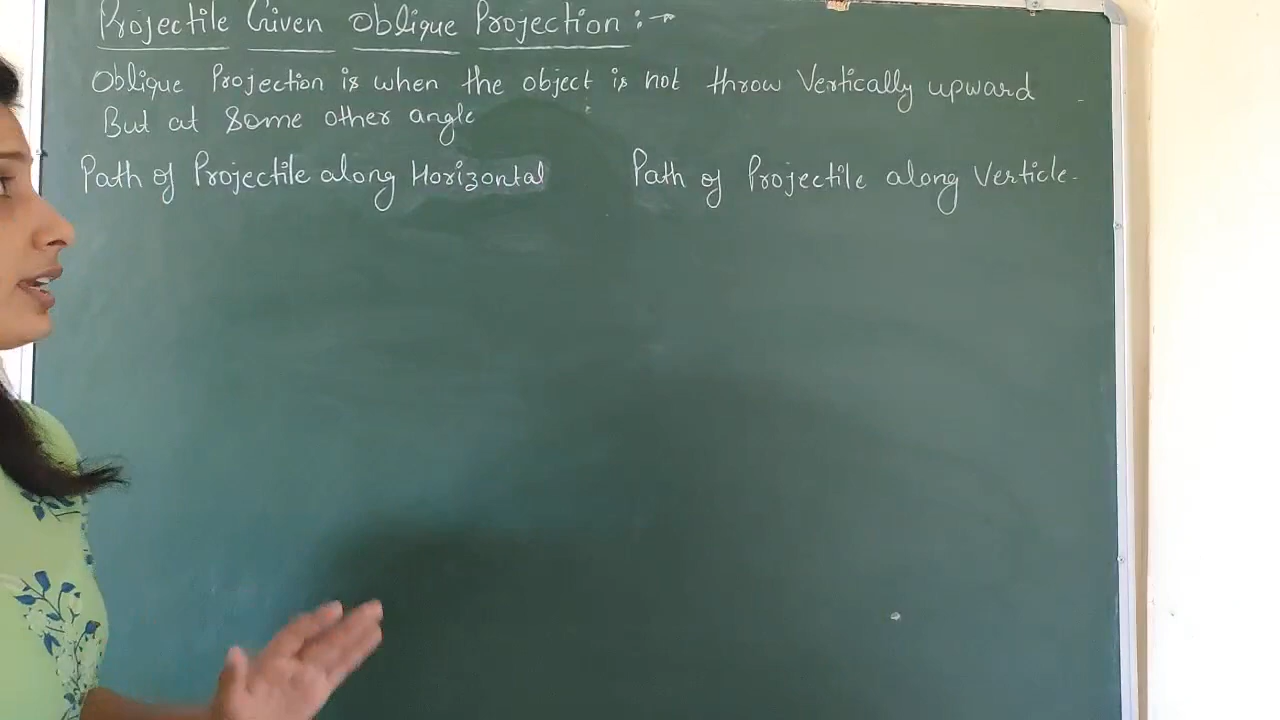 Projectile Given Oblique Projection :-
Oblique Projection is when the object is not throw Vertically upward
But at Some other angle
Path of Projectile along Horizontal
Path of Projectile along Verticle-